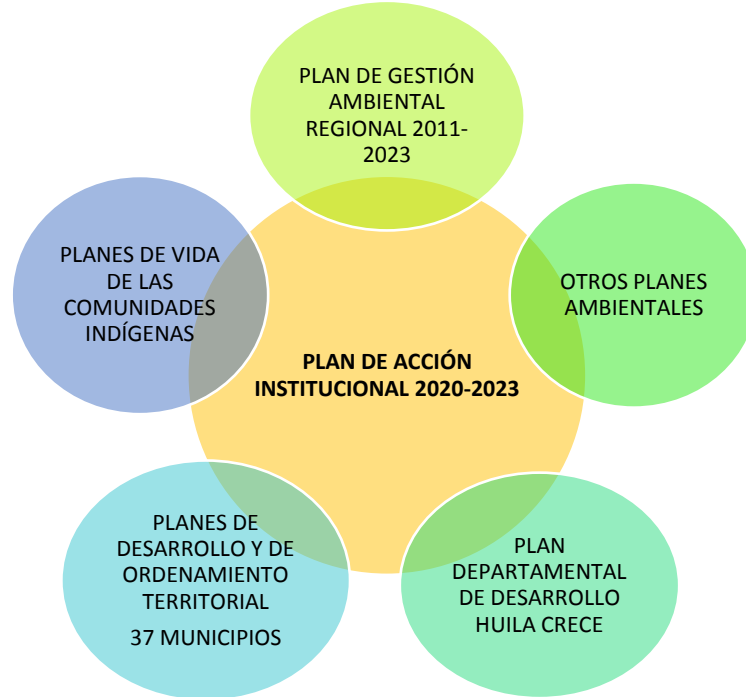 PLAN DE GESTIÓN
AMBIENTAL
REGIONAL 2011-
2023
PLANES DE VIDA
DE LAS
COMUNIDADES
INDÍGENAS
OTROS PLANES
AMBIENTALES
PLAN DE ACCIÓN
INSTITUCIONAL 2020-2023
PLANES DE
DESARROLLO Y DE
ORDENAMIENTO
TERRITORIAL
37 MUNICIPIOS
PLAN
DEPARTAMENTAL
DE DESARROLLO
HUILA CRECE